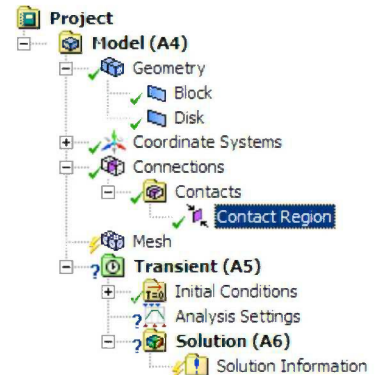 Project
Model (A4)
Geometry
Block
Disk
Coordinate Systems
Connections
Contacts
Contact Region
Mesh
Transient (A5)
T=0 Initial Conditions
Analysis Settings
Solution (A6)
Solution Information